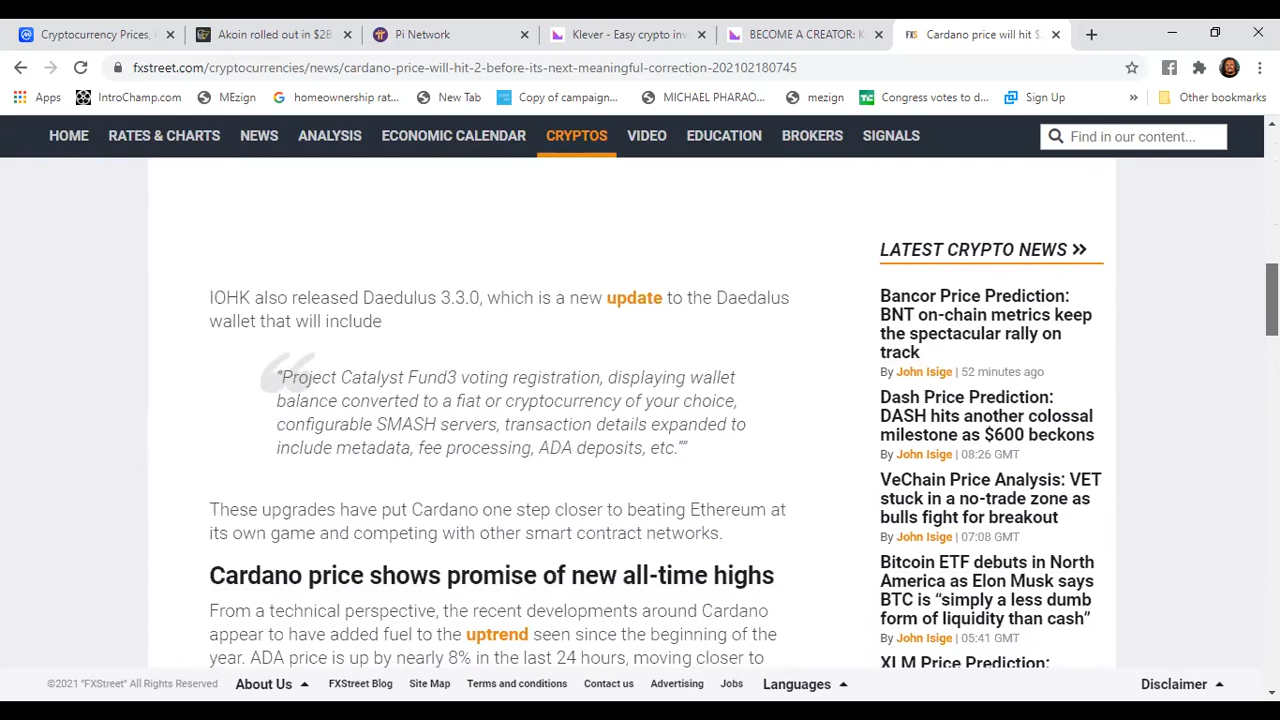 Cryptocurrency Prices,
Akoin rolled out in $2B
Pi Network
Klever - Easy crypto
BECOME A CREATOR:
FXS
Cardano price will hit
fxstreet.com/cryptocurrencies/news/cardano-price-will-hit-2-before-its-next-meaningful-correction-202102180745
Apps
IntroChamp.com
MEzign
homeownership rat...
New Tab
Copy of campaign...
MICHAEL PHARAO...
mezign
TC
Congress votes to d...
Sign Up
Other bookmarks
HOME
RATES & CHARTS
NEWS
ANALYSIS
ECONOMIC CALENDAR
CRYPTOS
VIDEO
EDUCATION
BROKERS
SIGNALS
Find in our content...
IOHK also released Daedulus 3.3.0, which is a new update to the Daedalus
wallet that will include
“Project Catalyst Fund3 voting registration, displaying wallet
balance converted to a fiat or cryptocurrency of your choice,
configurable SMASH servers, transaction details expanded to
include metadata, fee processing, ADA deposits, etc.””
These upgrades have put Cardano one step closer to beating Ethereum at
its own game and competing with other smart contract networks.
Cardano price shows promise of new all-time highs
From a technical perspective, the recent developments around Cardano
appear to have added fuel to the uptrend seen since the beginning of the
year. ADA price is up by nearly 8% in the last 24 hours, moving closer to
LATEST CRYPTO NEWS
Bancor Price Prediction:
BNT on-chain metrics keep
the spectacular rally on
track
By John Isige | 52 minutes ago
Dash Price Prediction:
DASH hits another colossal
milestone as $600 beckons
By John Isige | 08:26 GMT
VeChain Price Analysis: VET
stuck in a no-trade zone as
bulls fight for breakout
By John Isige | 07:08 GMT
Bitcoin ETF debuts in North
America as Elon Musk says
BTC is “simply a less dumb
form of liquidity than cash”
By John Isige | 05:41 GMT
XLM Price Prediction:
©2021 "FXStreet" All Rights Reserved
About Us
FXStreet Blog
Site Map
Terms and conditions
Contact us
Advertising
Jobs
Languages
Disclaimer